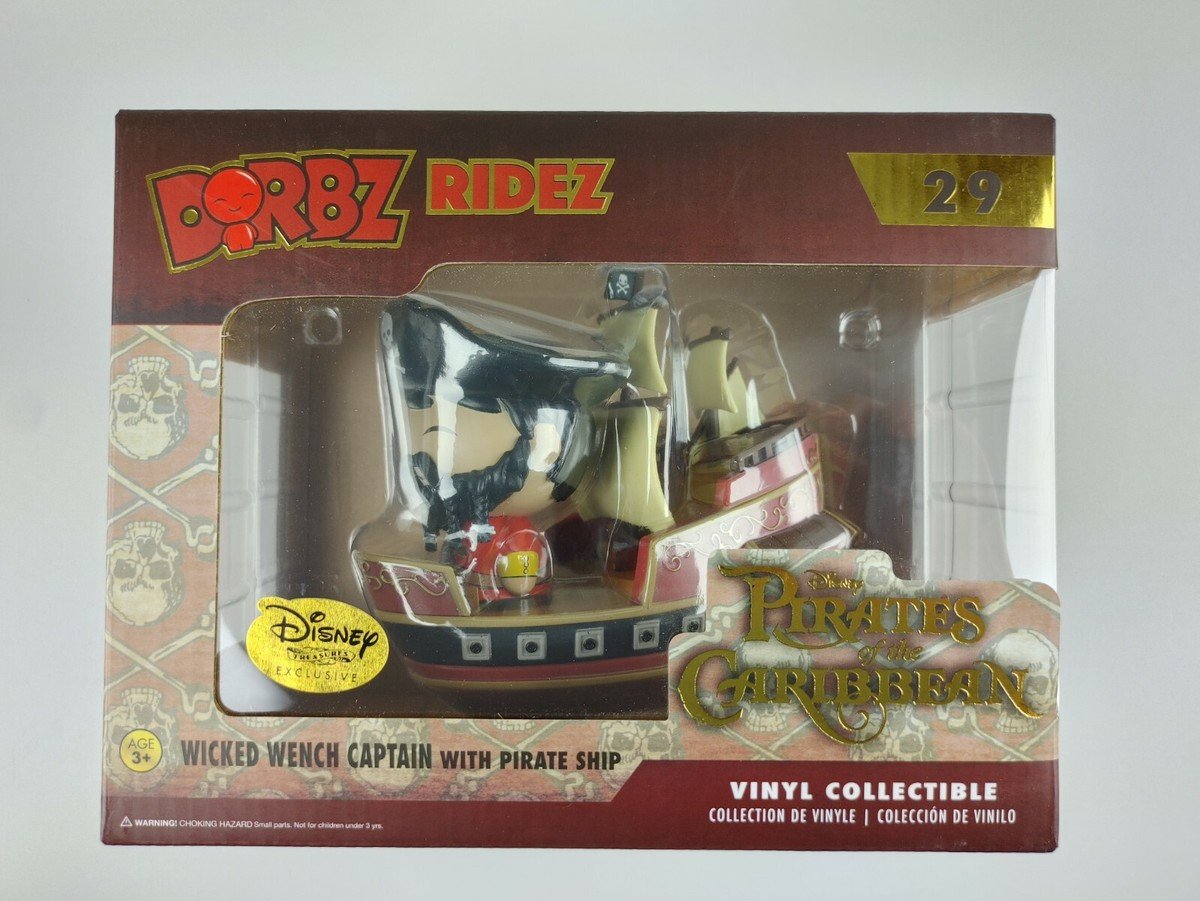 DORBZ RIDEZ
29
Disney
TREASURES
EXCLUSIVE
Disney
PIRATES
of the
CARIBBEAN
AGE
3+
WICKED WENCH CAPTAIN WITH PIRATE SHIP
VINYL COLLECTIBLE
COLLECTION DE VINYLE | COLECCIÓN DE VINILO
WARNING! CHOKING HAZARD Small parts. Not for children under 3 yrs.